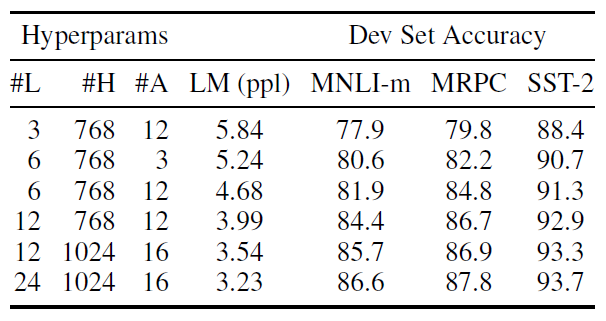 Hyperparams Dev Set Accuracy
#L #H #A LM (ppl) MNLI-m MRPC SST-2
3 768 12 5.84 77.9 79.8 88.4
6 768 3 5.24 80.6 82.2 90.7
6 768 12 4.68 81.9 84.8 91.3
12 768 12 3.99 84.4 86.7 92.9
12 1024 16 3.54 85.7 86.9 93.3
24 1024 16 3.23 86.6 87.8 93.7